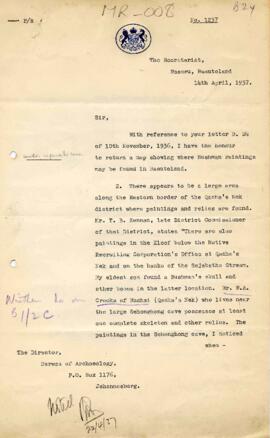 MR-008
B24
D/R
No. 1237
The Secretariat,
Maseru, Basutoland.
14th April, 1937.
Sir,
With reference to your letter D. D4
of 10th November, 1936, I have the honour
to return a map showing where Bushman Paintings
may be found in Basutoland.
2. There appears to be a large area
along the Western border of the Qacha's Nek
district where paintings and relics are found.
Mr. T. B. Kennan, late District Commissioner
of that District, states "There are also
paintings in the Kloof below the Native
Recruiting Corporation's Office at Qacha's
Nek and on the banks of the Sejabatho Stream.
My eldest son found a Bushman's skull and
other bones in the latter location. Mr. W.A.
Crooks of Mashai (Qacha's Nek) who lives near
the large Sehonghong cave possesses at least
one complete skeleton and other relics. The
paintings in the Sehonghong cave, I noticed
when -
The Director,
Bureau of Archaeology,
P.O. Box 1176,
Johannesburg.
Noted
22/4/37